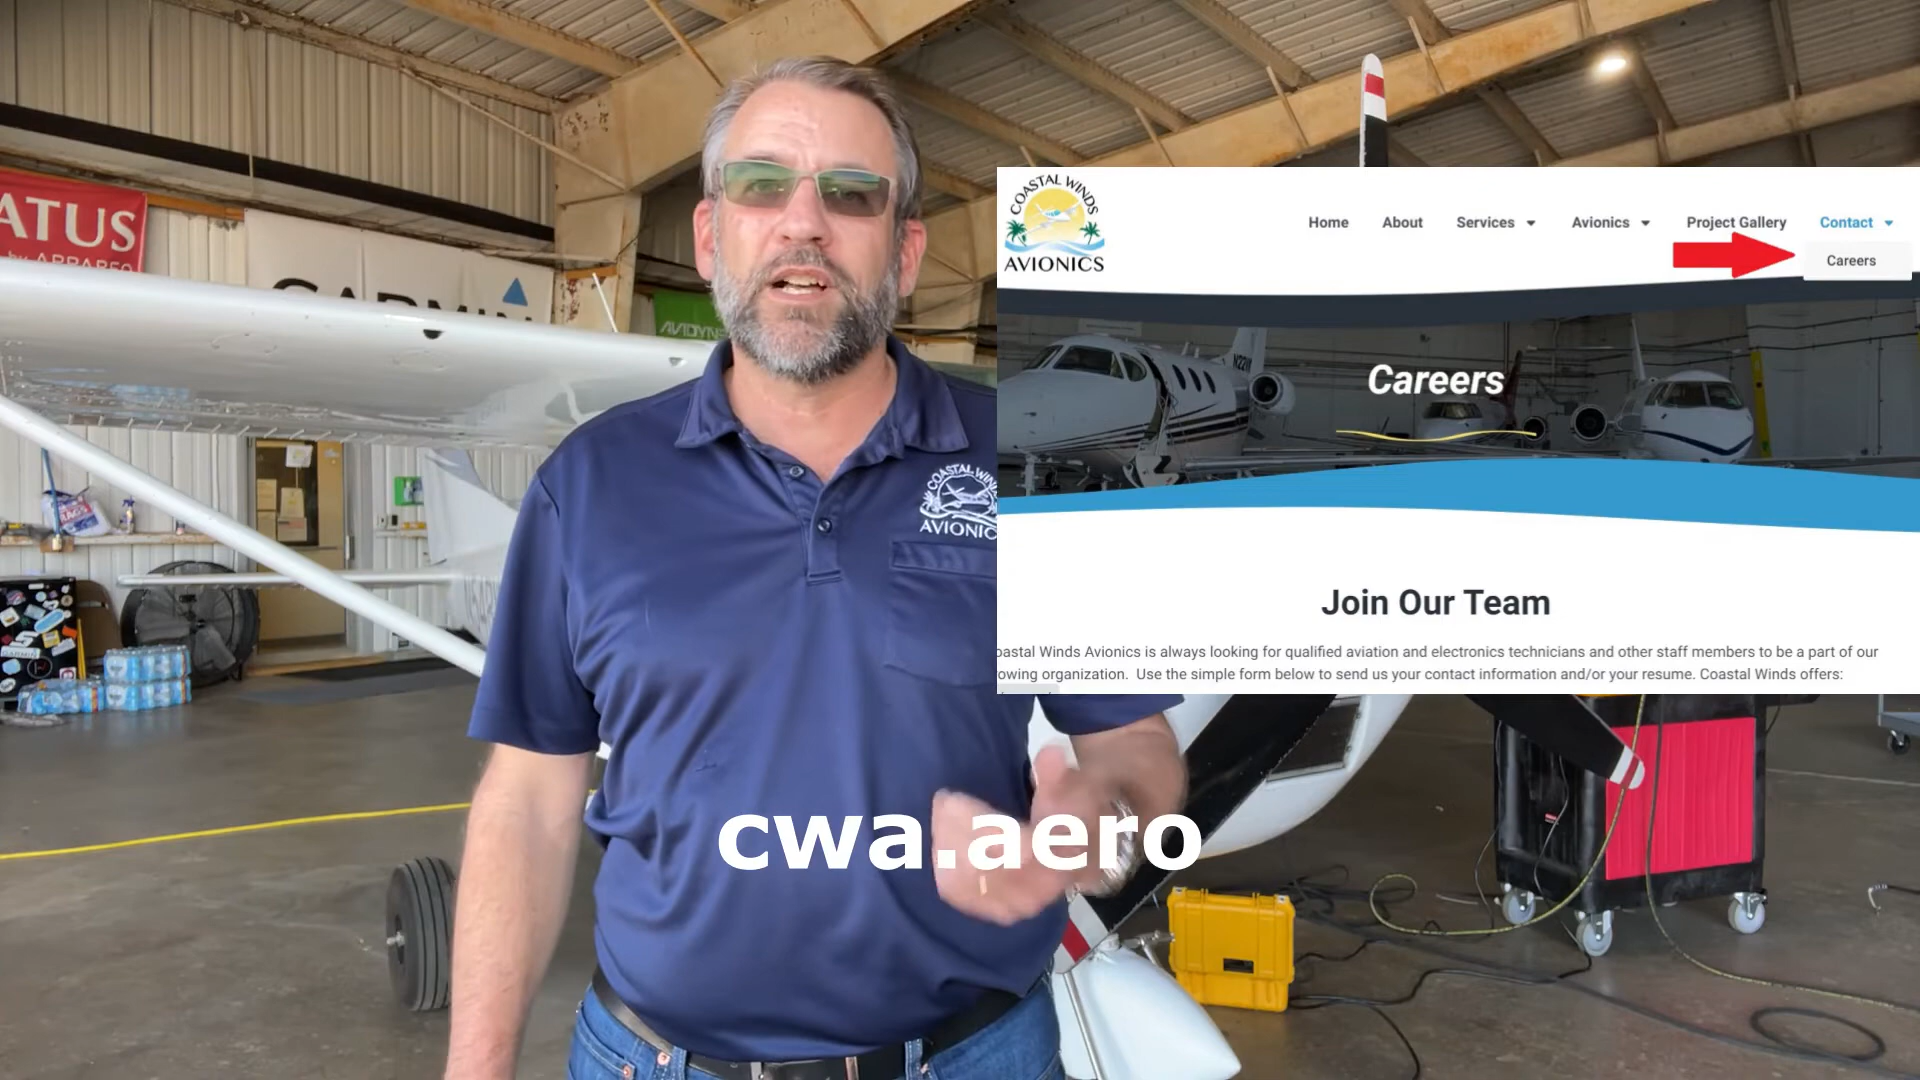 ATUS
GARMIN
AVIDYNE
COASTAL WINDS
AVIONICS
Home About Services Avionics Project Gallery Contact
Careers
N22
Careers
Join Our Team
oastal Winds Avionics is always looking for qualified aviation and electronics technicians and other staff members to be a part of our
owing organization. Use the simple form below to send us your contact information and/or your resume. Coastal Winds offers:
COASTAL WIN
AVIONIC
cwa.aero